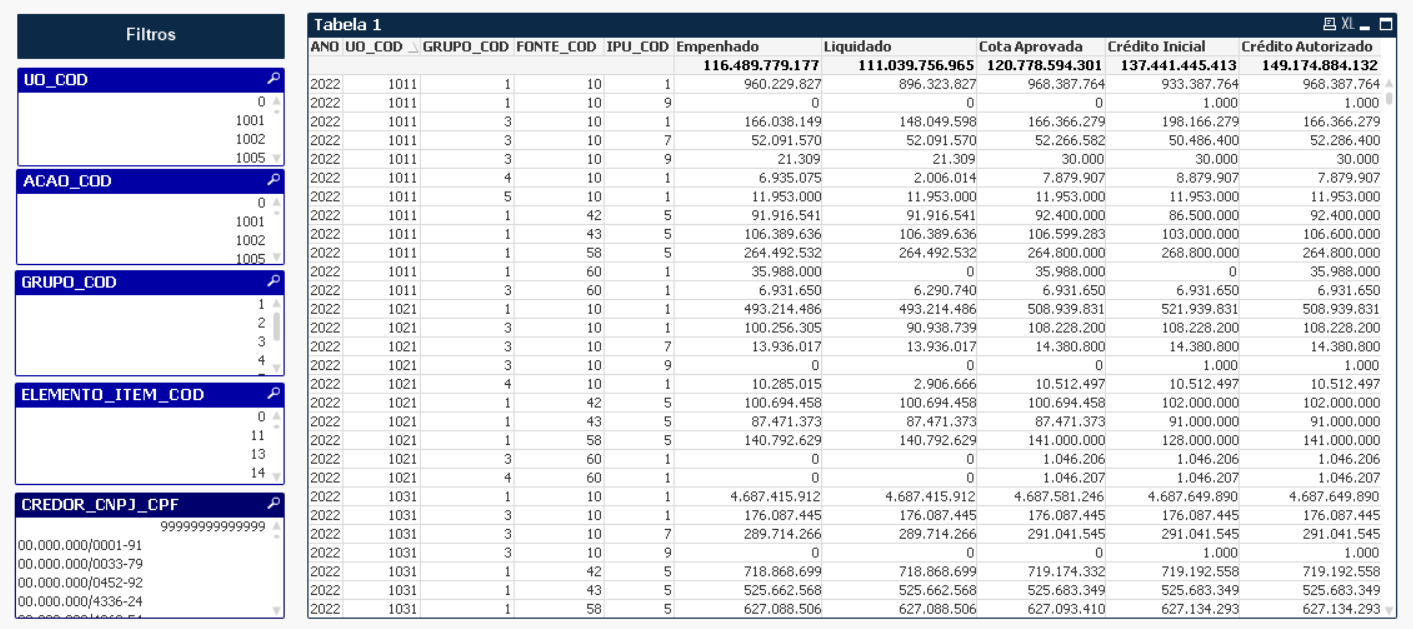 Filtros
UO_COD
0
1001
1002
1005
ACAO_COD
0
1001
1002
1005
GRUPO_COD
1
2
3
4
ELEMENTO_ITEM_COD
0
11
13
14
CREDOR_CNPJ_CPF
99999999999999
00.000.000/0001-91
00.000.000/0033-79
00.000.000/0452-92
00.000.000/4336-24
Tabela 1 XL
ANO UO_COD GRUPO_COD FONTE_COD IPU_COD Empenhado Liquidado Cota Aprovada Crédito Inicial Crédito Autorizado
116.489.779.177 111.039.756.965 120.778.594.301 137.441.445.413 149.174.884.132
2022 1011 1 10 1 960.229.827 896.323.827 968.387.764 933.387.764 968.387.764
2022 1011 1 10 9 0 0 0 1.000 1.000
2022 1011 3 10 1 166.038.149 148.049.598 166.366.279 198.166.279 166.366.279
2022 1011 3 10 7 52.091.570 52.091.570 52.266.582 50.486.400 52.286.400
2022 1011 3 10 9 21.309 21.309 30.000 30.000 30.000
2022 1011 4 10 1 6.935.075 2.006.014 7.879.907 8.879.907 7.879.907
2022 1011 5 10 1 11.953.000 11.953.000 11.953.000 11.953.000 11.953.000
2022 1011 1 42 5 91.916.541 91.916.541 92.400.000 86.500.000 92.400.000
2022 1011 1 43 5 106.389.636 106.389.636 106.599.283 103.000.000 106.600.000
2022 1011 1 58 5 264.492.532 264.492.532 264.800.000 268.800.000 264.800.000
2022 1011 1 60 1 35.988.000 0 35.988.000 0 35.988.000
2022 1011 3 60 1 6.931.650 6.290.740 6.931.650 6.931.650 6.931.650
2022 1021 1 10 1 493.214.486 493.214.486 508.939.831 521.939.831 508.939.831
2022 1021 3 10 1 100.256.305 90.938.739 108.228.200 108.228.200 108.228.200
2022 1021 3 10 7 13.936.017 13.936.017 14.380.800 14.380.800 14.380.800
2022 1021 3 10 9 0 0 0 1.000 1.000
2022 1021 4 10 1 10.285.015 2.906.666 10.512.497 10.512.497 10.512.497
2022 1021 1 42 5 100.694.458 100.694.458 100.694.458 102.000.000 102.000.000
2022 1021 1 43 5 87.471.373 87.471.373 87.471.373 91.000.000 91.000.000
2022 1021 1 58 5 140.792.629 140.792.629 141.000.000 128.000.000 141.000.000
2022 1021 3 60 1 0 0 1.046.206 1.046.206 1.046.206
2022 1021 4 60 1 0 0 1.046.207 1.046.207 1.046.207
2022 1031 1 10 1 4.687.415.912 4.687.415.912 4.687.581.246 4.687.649.890 4.687.649.890
2022 1031 3 10 1 176.087.445 176.087.445 176.087.445 176.087.445 176.087.445
2022 1031 3 10 7 289.714.266 289.714.266 291.041.545 291.041.545 291.041.545
2022 1031 3 10 9 0 0 0 1.000 1.000
2022 1031 1 42 5 718.868.699 718.868.699 719.174.332 719.192.558 719.192.558
2022 1031 1 43 5 525.662.568 525.662.568 525.683.349 525.683.349 525.683.349
2022 1031 1 58 5 627.088.506 627.088.506 627.093.410 627.134.293 627.134.293